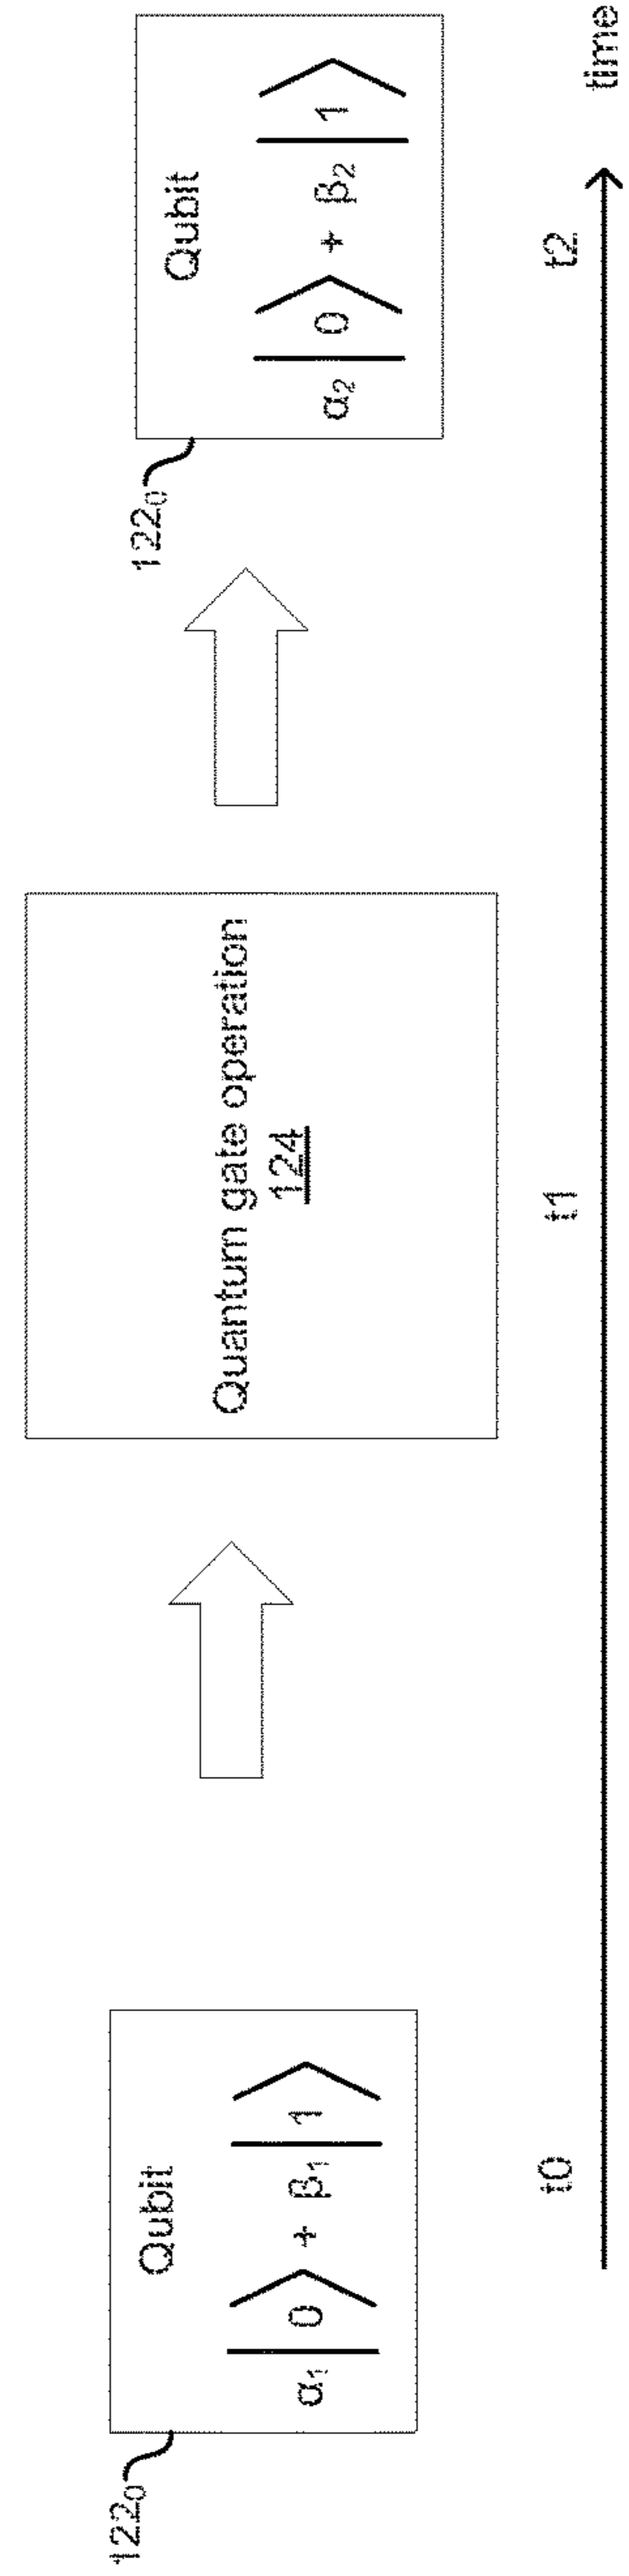 122₀
Qubit
α₁|0⟩ + β₁|1⟩
Quantum gate operation
124
122₀
Qubit
α₂|0⟩ + β₂|1⟩
t0
t1
t2
time